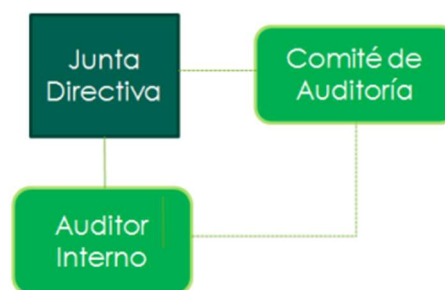 Junta
Directiva
Comité de
Auditoría
Auditor
Interno